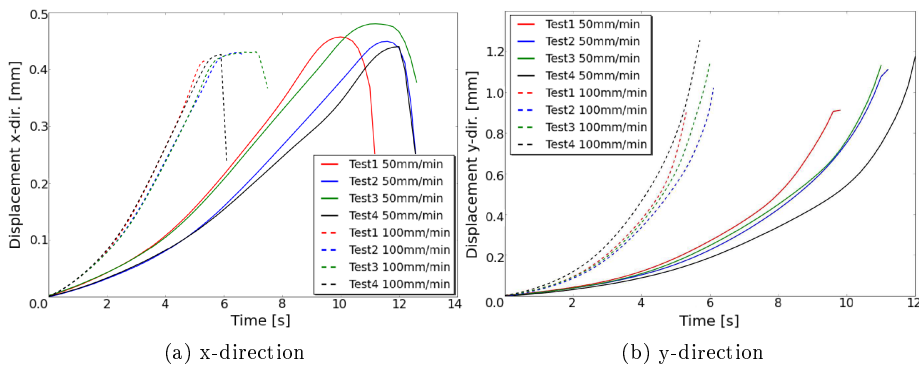 0.5
0.4
0.3
0.2
0.1
0.0
2
4
6
8
10
12
14
Displacement x-dir. [mm]
Time [s]
Test1 50mm/min
Test2 50mm/min
Test3 50mm/min
Test4 50mm/min
Test1 100mm/min
Test2 100mm/min
Test3 100mm/min
Test4 100mm/min
(a) x-direction
1.2
1.0
0.8
0.6
0.4
0.2
0.0
2
4
6
8
10
12
Displacement y-dir. [mm]
Time [s]
Test1 50mm/min
Test2 50mm/min
Test3 50mm/min
Test4 50mm/min
Test1 100mm/min
Test2 100mm/min
Test3 100mm/min
Test4 100mm/min
(b) y-direction